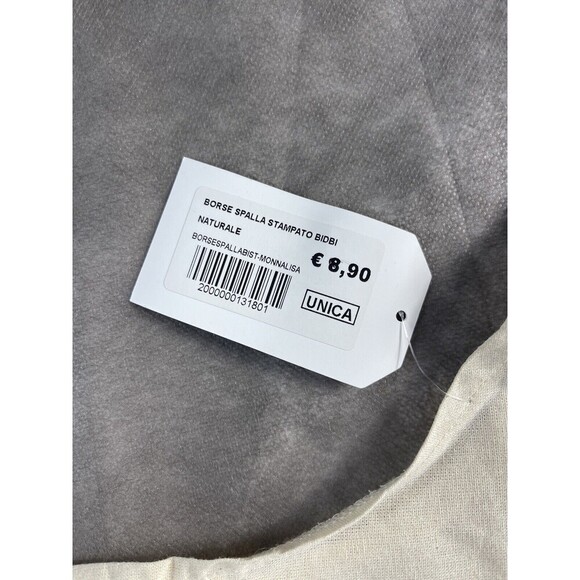 BORSE SPALLA STAMPATO BIDBI
NATURALE
BORSESPALLABIST-MONNALISA
€ 8,90
2000000131801
UNICA